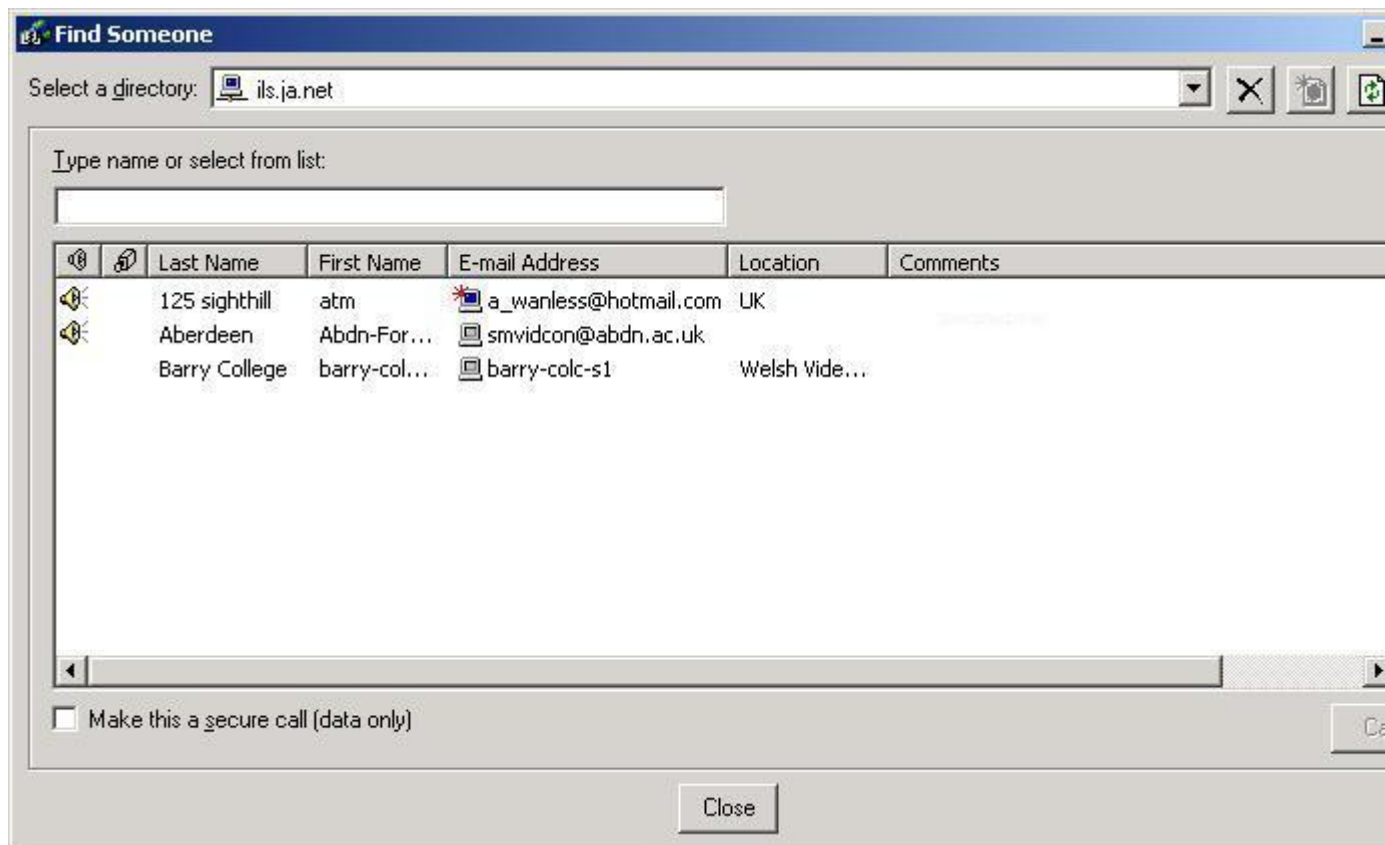 Find Someone
Select a directory: ils.ja.net
Type name or select from list:
Last Name First Name E-mail Address Location Comments
125 sighthill atm a_wanless@hotmail.com UK
Aberdeen Abdn-For... smvidcon@abdn.ac.uk
Barry College barry-col... barry-colc-s1 Welsh Vide...
Make this a secure call (data only)
Ca
Close